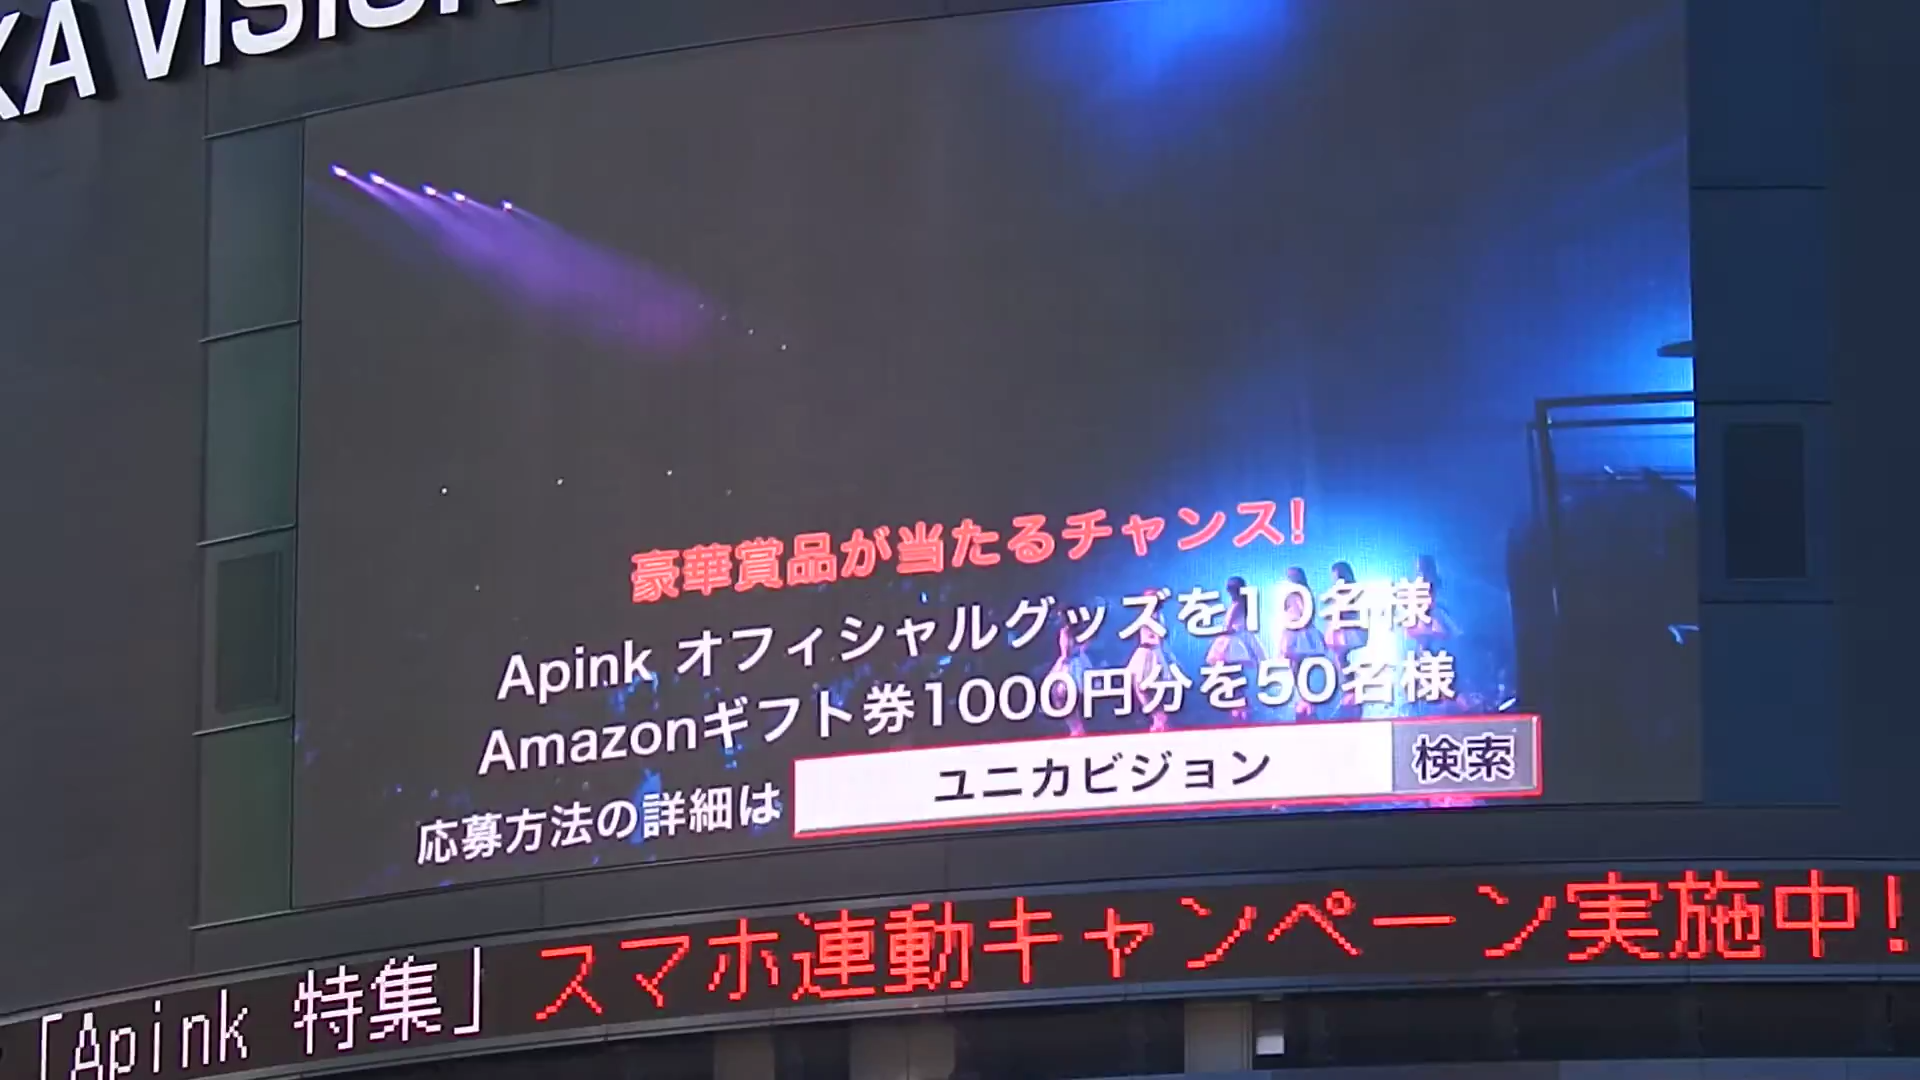 KA VISION
豪華賞品が当たるチャンス!
Apink オフィシャルグッズを10名様
Amazonギフト券1000円分を50名様
応募方法の詳細は ユニカビジョン 検索
「Apink 特集」スマホ連動キャンペーン実施中!